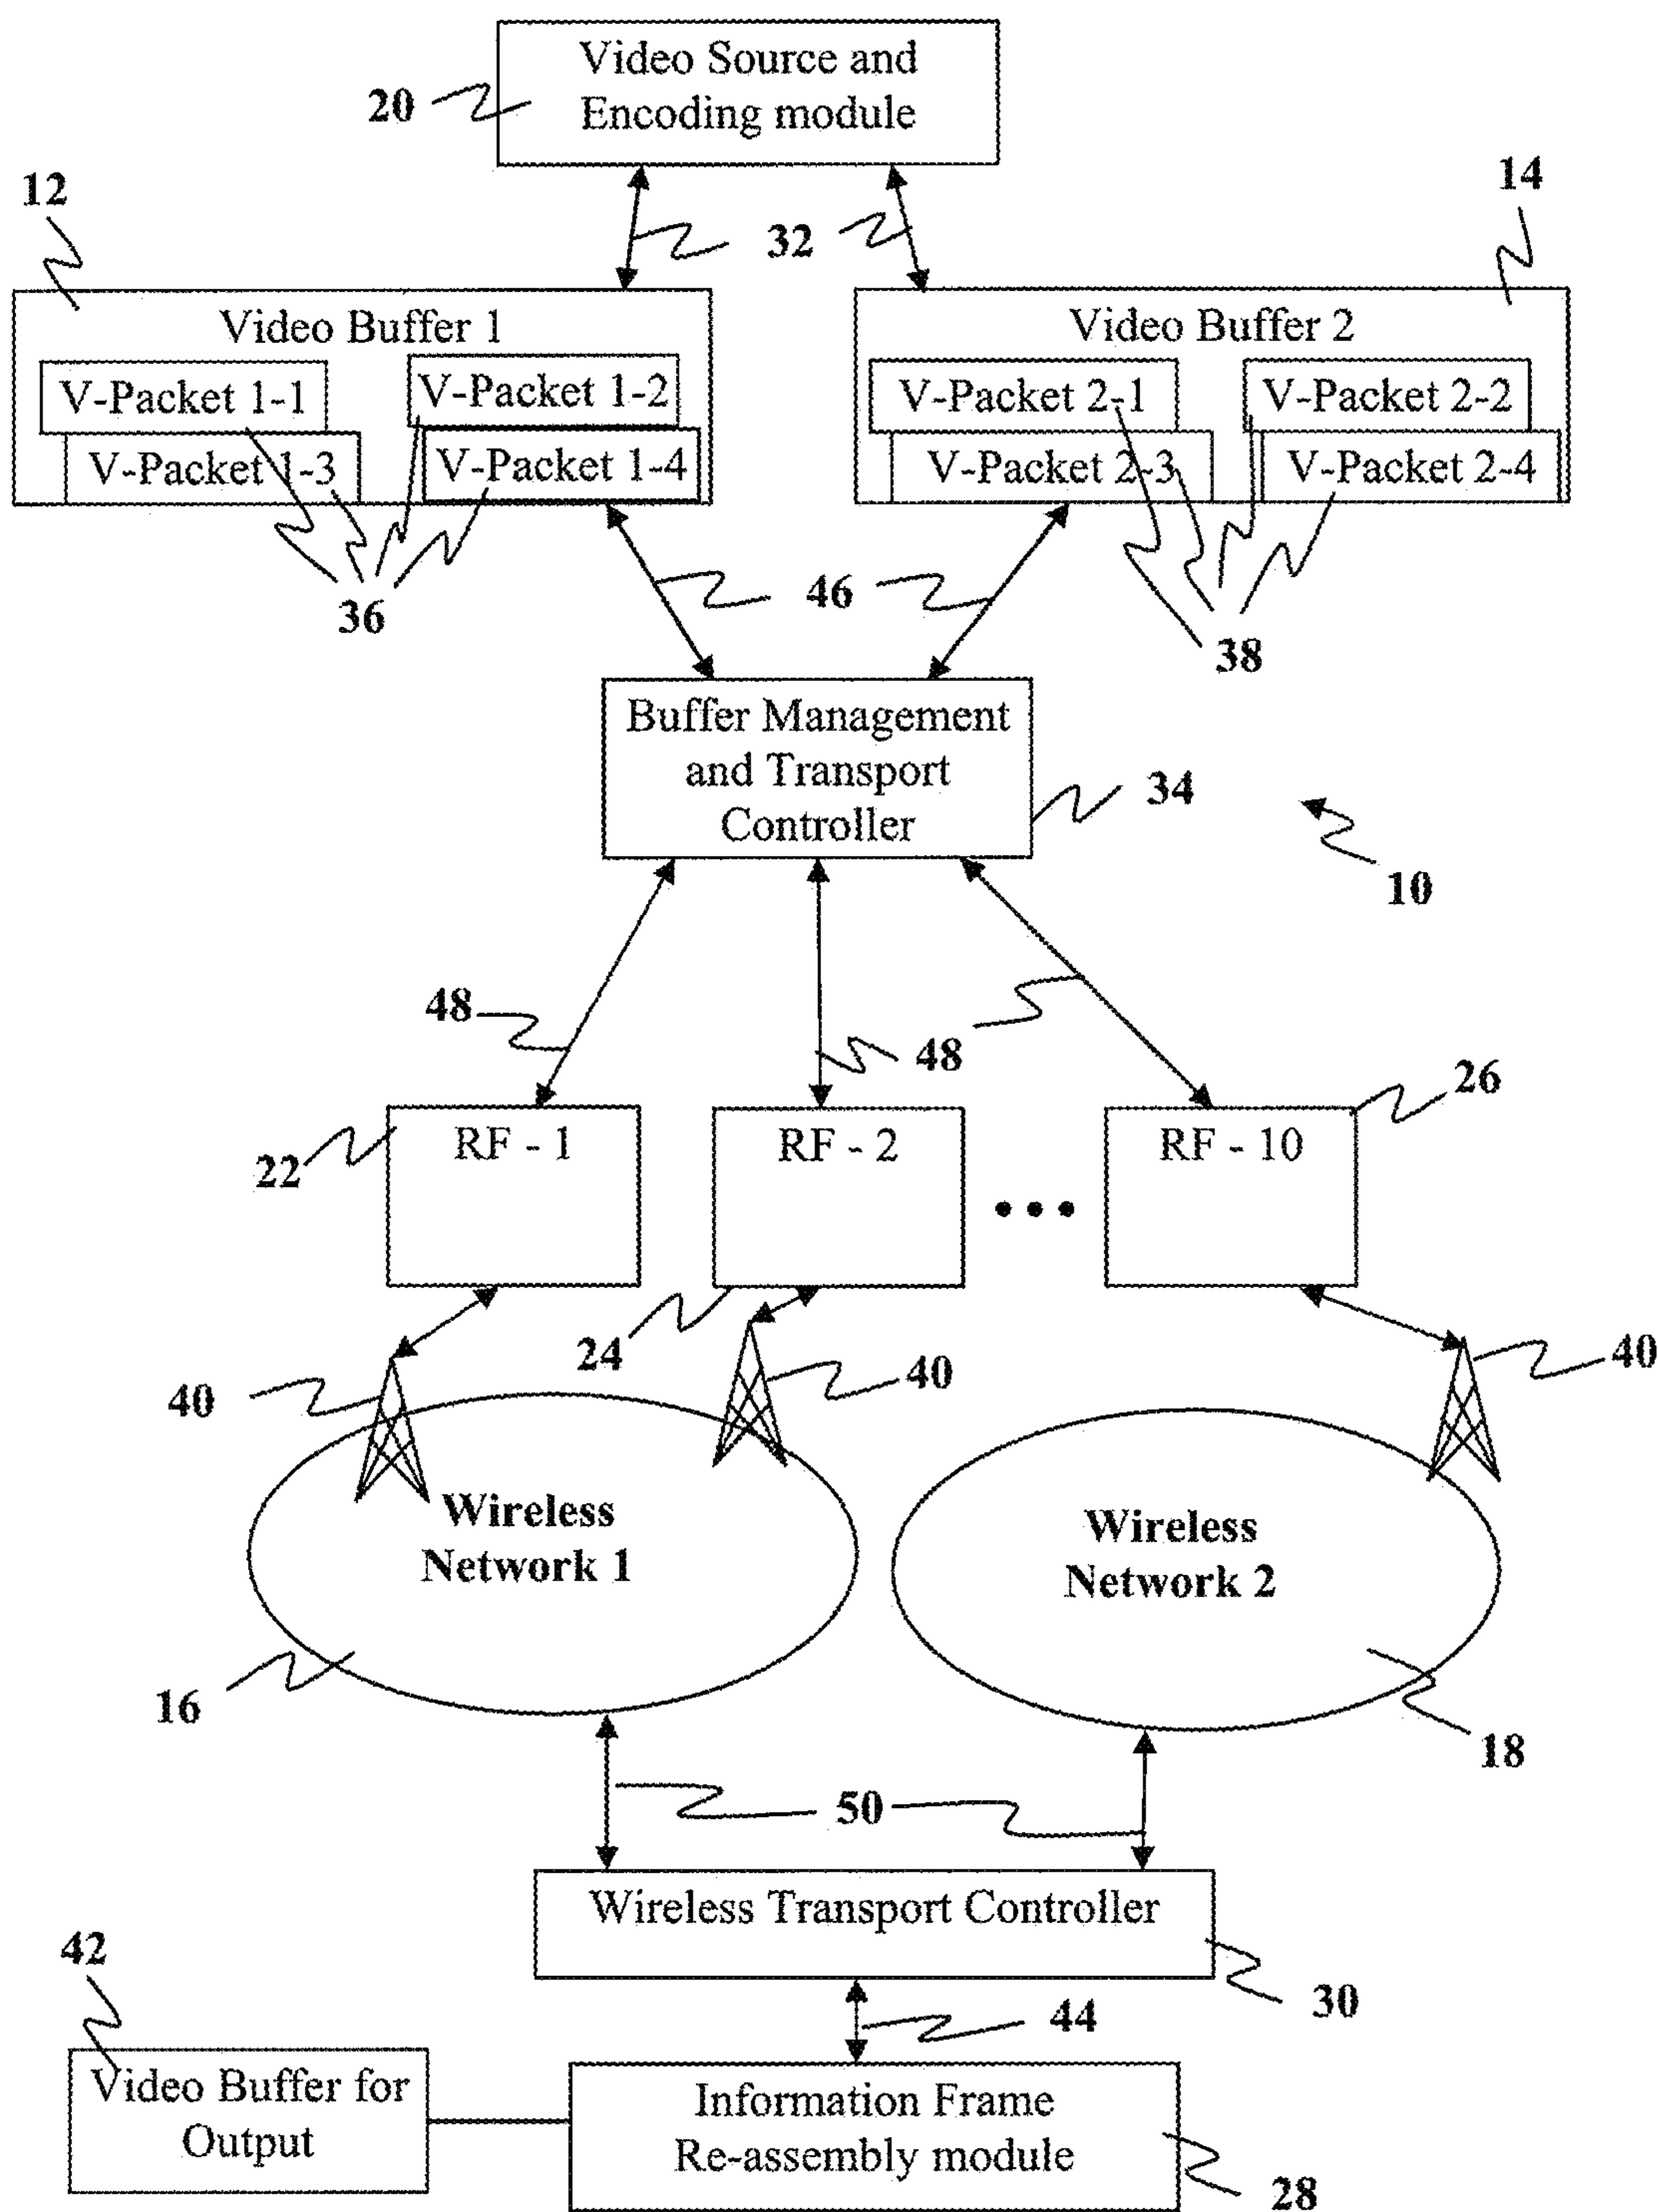 Video Source and
Encoding module
20
12
14
32
Video Buffer 1
V-Packet 1-1
V-Packet 1-2
V-Packet 1-3
V-Packet 1-4
Video Buffer 2
V-Packet 2-1
V-Packet 2-2
V-Packet 2-3
V-Packet 2-4
36
46
38
Buffer Management
and Transport
Controller
34
10
48
48
26
RF - 1
RF - 2
RF - 10
22
24
40
40
40
Wireless
Network 1
Wireless
Network 2
16
18
50
Wireless Transport Controller
42
30
44
Video Buffer for
Output
Information Frame
Re-assembly module
28